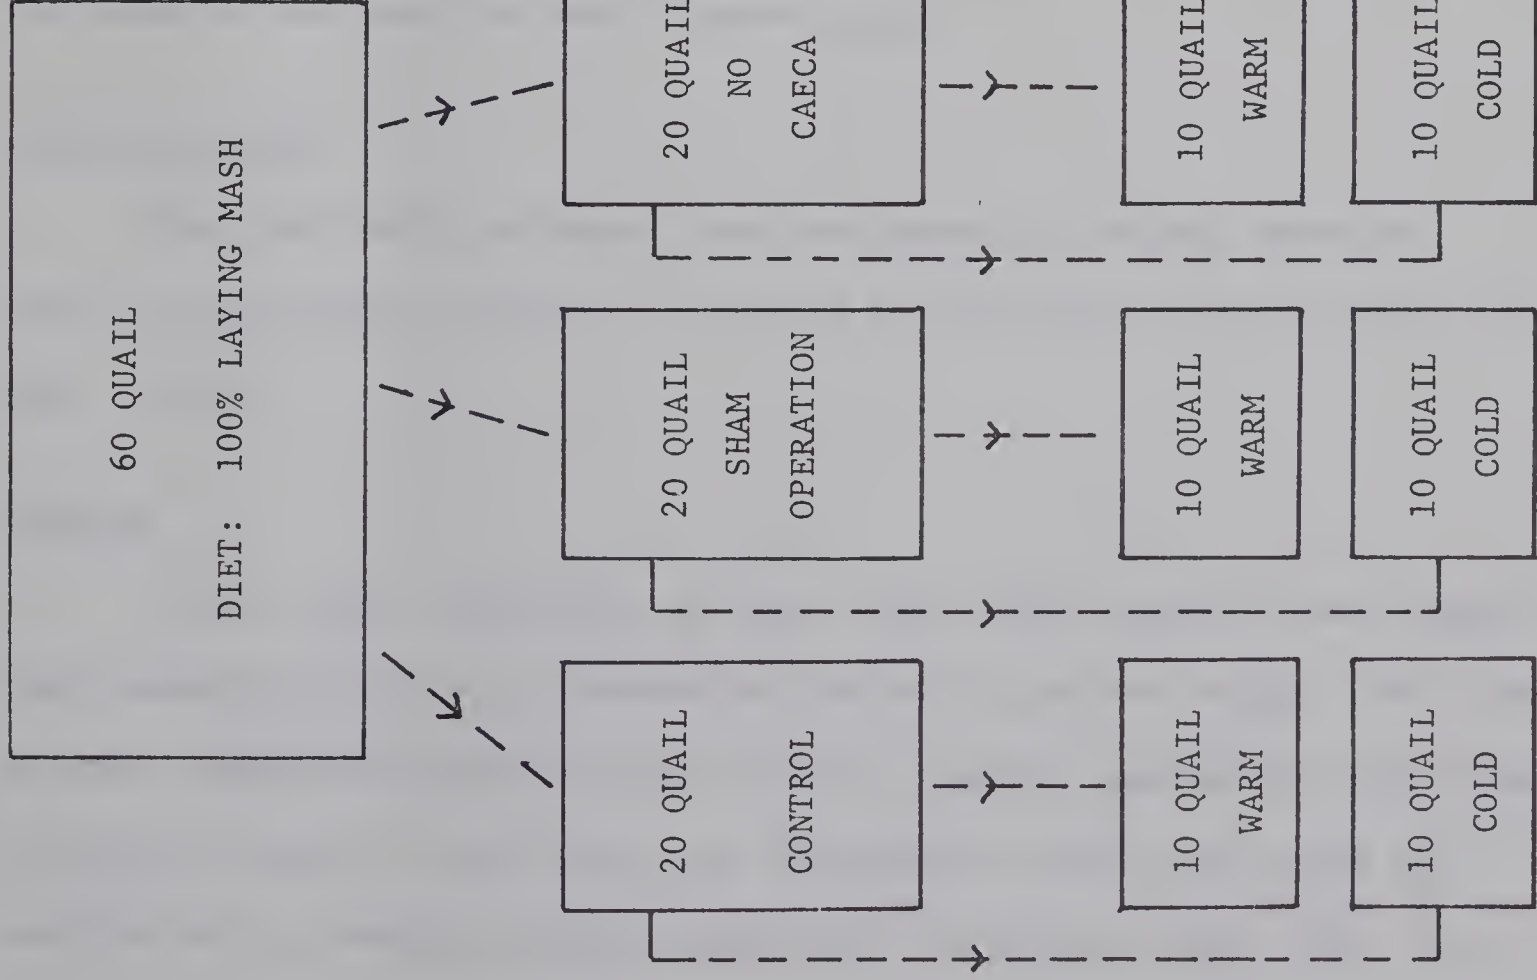 60 QUAIL
DIET: 100% LAYING MASH
20 QUAIL
CONTROL
20 QUAIL
SHAM
OPERATION
20 QUAIL
NO
CAECA
10 QUAIL
WARM
10 QUAIL
WARM
10 QUAIL
WARM
10 QUAIL
COLD
10 QUAIL
COLD
10 QUAIL
COLD